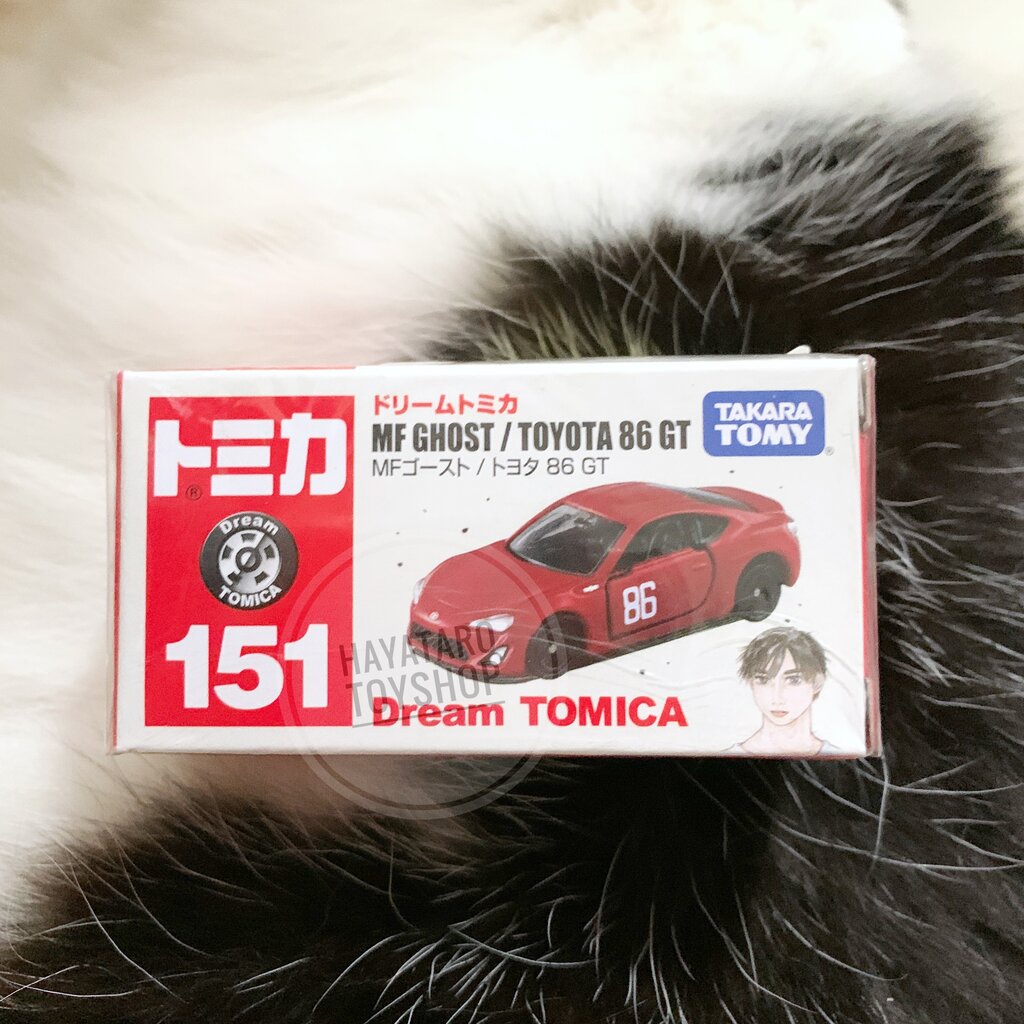 トミカ
®
Dream
TOMICA
151
ドリームトミカ
MF GHOST / TOYOTA 86 GT
MFゴースト / トヨタ 86 GT
TAKARA
TOMY
®
86
Dream TOMICA
HAYATARO
TOYSHOP